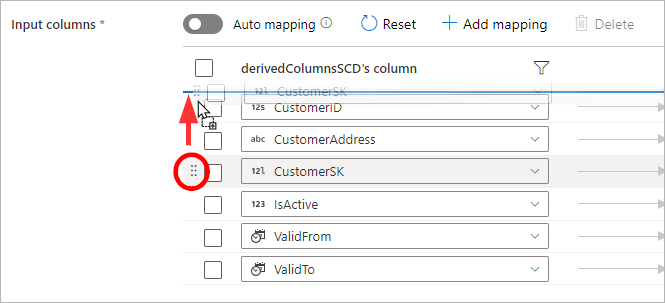 Input columns * Auto mapping Reset Add mapping Delete
derivedColumnsSCD's column
12l CustomerSK
12s CustomerID
abc CustomerAddress
12l CustomerSK
123 IsActive
ValidFrom
ValidTo